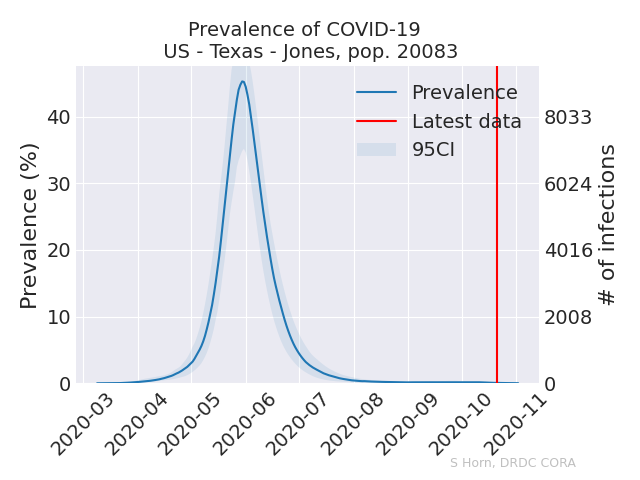 Prevalence of COVID-19
US - Texas - Jones, pop. 20083
Prevalence
Latest data
95CI
Prevalence (%)
40
30
20
10
0
8033
6024
4016
2008
0
# of infections
2020-03
2020-04
2020-05
2020-06
2020-07
2020-08
2020-09
2020-10
2020-11
S Horn, DRDC CORA